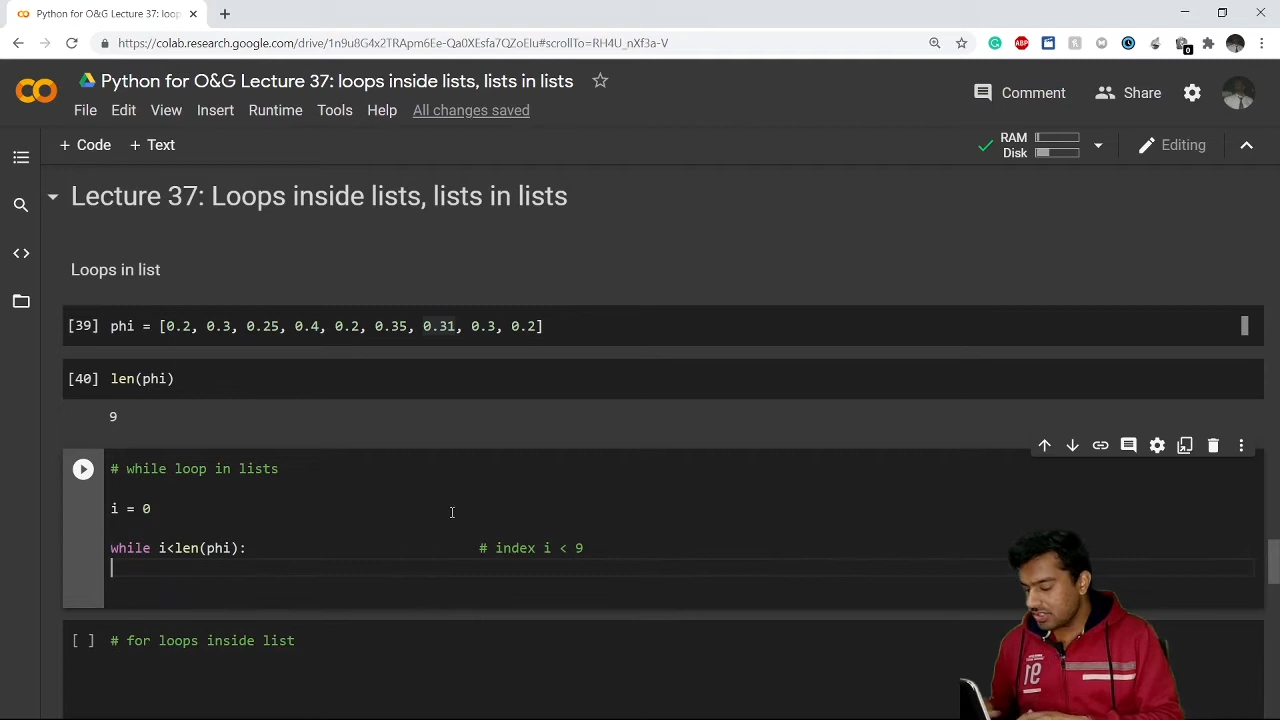 Python for O&G Lecture 37: loop
https://colab.research.google.com/drive/1n9u8G4x2TRApm6Ee-Qa0XEcfa7OZoEIu#scrollTo=RH4U_nXf3a-V
ABP
0
Python for O&G Lecture 37: loops inside lists, lists in lists
File Edit View Insert Runtime Tools Help All changes saved
Comment Share
+ Code + Text
RAM
Disk
Editing
Lecture 37: Loops inside lists, lists in lists
Loops in list
[39] phi = [0.2, 0.3, 0.25, 0.4, 0.2, 0.35, 0.31, 0.3, 0.2]
[40] len(phi)
9
# while loop in lists
i = 0
while i<len(phi): # index i < 9
[ ] # for loops inside list